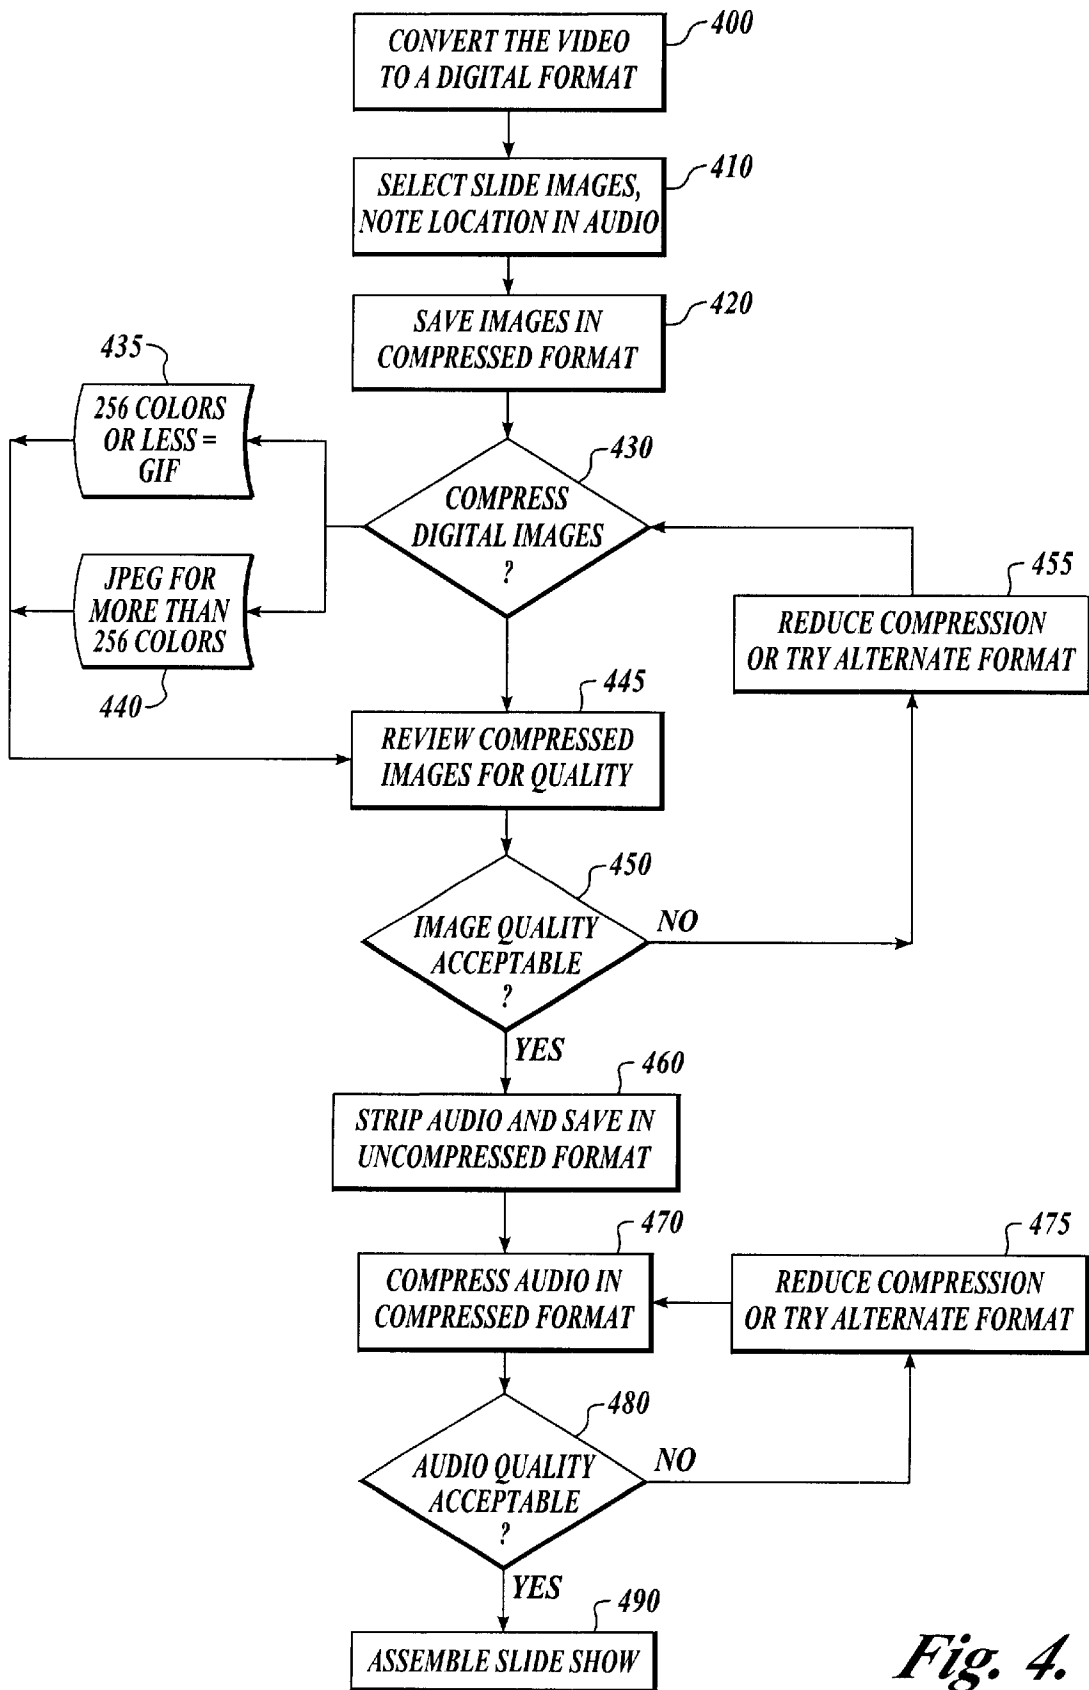 400
CONVERT THE VIDEO
TO A DIGITAL FORMAT
410
SELECT SLIDE IMAGES,
NOTE LOCATION IN AUDIO
420
SAVE IMAGES IN
COMPRESSED FORMAT
435
256 COLORS
OR LESS =
GIF
430
COMPRESS
DIGITAL IMAGES
?
JPEG FOR
MORE THAN
256 COLORS
440
455
REDUCE COMPRESSION
OR TRY ALTERNATE FORMAT
445
REVIEW COMPRESSED
IMAGES FOR QUALITY
450
IMAGE QUALITY
ACCEPTABLE
?
NO
YES
460
STRIP AUDIO AND SAVE IN
UNCOMPRESSED FORMAT
470
COMPRESS AUDIO IN
COMPRESSED FORMAT
475
REDUCE COMPRESSION
OR TRY ALTERNATE FORMAT
480
AUDIO QUALITY
ACCEPTABLE
?
NO
YES
490
ASSEMBLE SLIDE SHOW
Fig. 4.